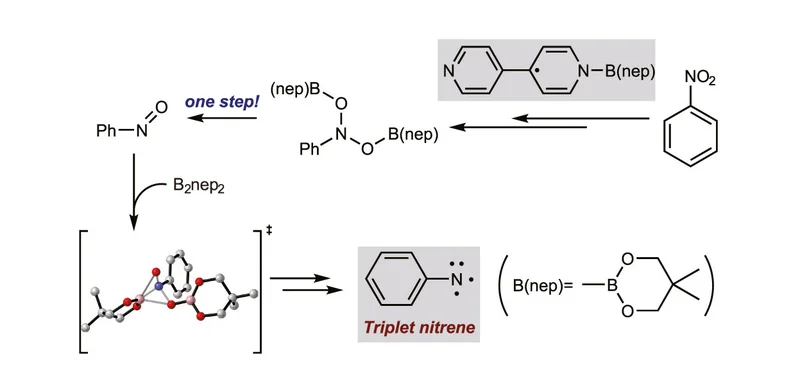 (nep)B
O
one step!
N
Ph
O
B(nep)
N
N
B(nep)
NO₂
O
Ph
N
B₂nep₂
‡
N
Triplet nitrene
B(nep)=
B
O
O